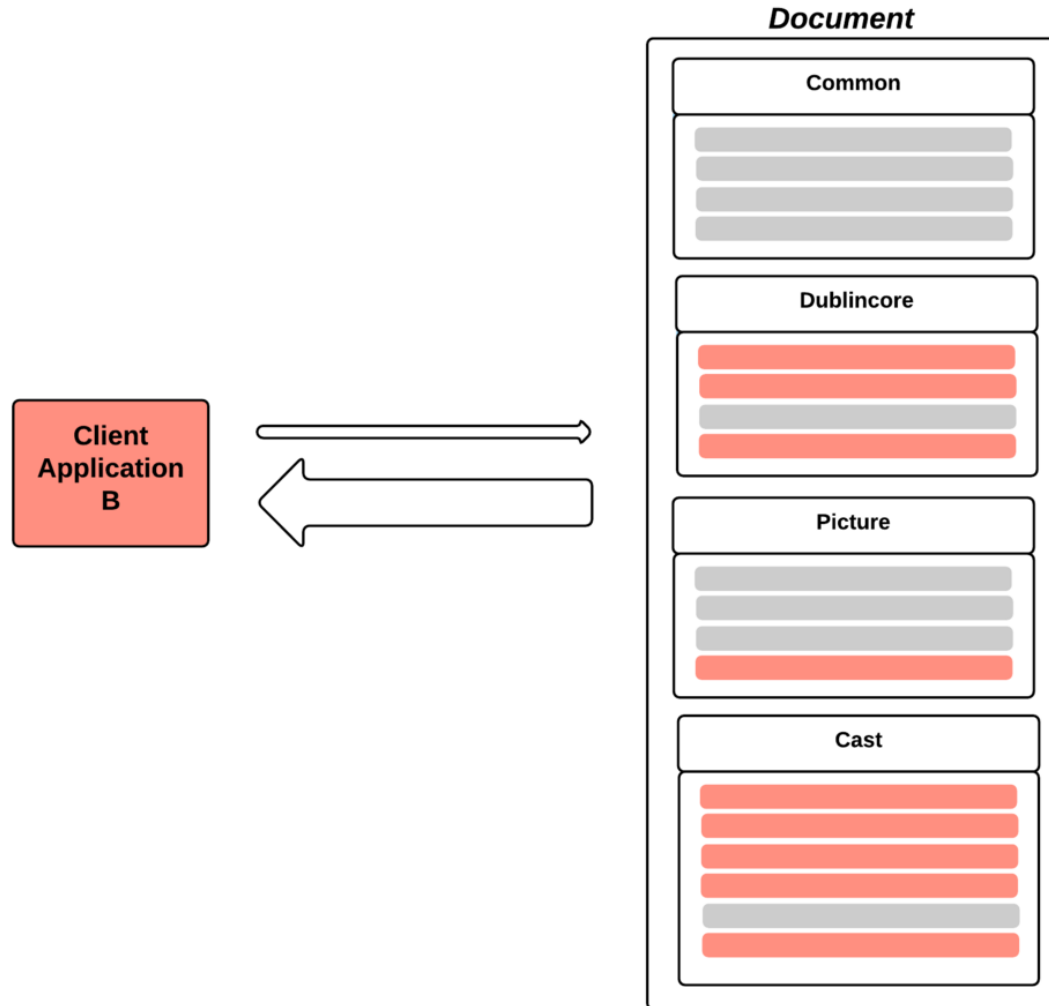 Document
Common
Dublincore
Client
Application
B
Picture
Cast